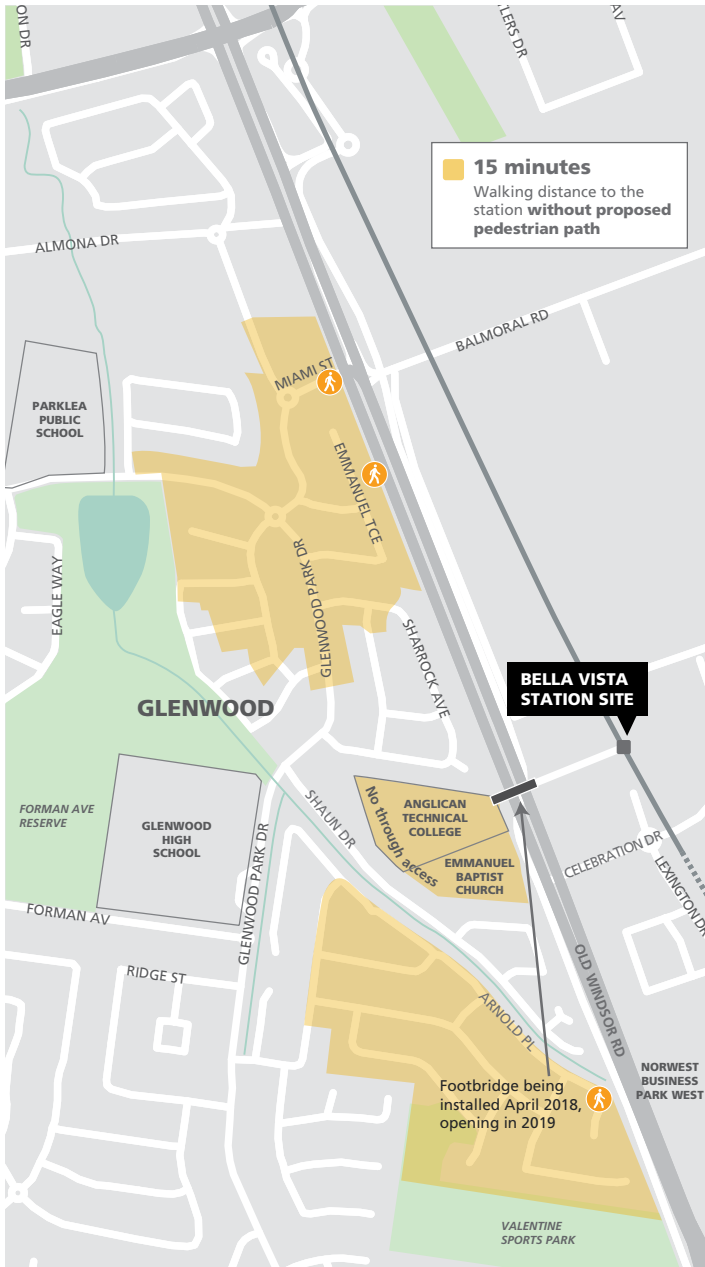 ON DR
LERS DR
AV
15 minutes
Walking distance to the
station without proposed
pedestrian path
ALMONA DR
BALMORAL RD
MIAMI ST
PARKLEA
PUBLIC
SCHOOL
EMMANUEL TCE
EAGLE WAY
GLENWOOD PARK DR
SHARROCK AVE
BELLA VISTA
STATION SITE
GLENWOOD
FORMAN AVE
RESERVE
GLENWOOD
HIGH
SCHOOL
SHAUN DR
No through access
ANGLICAN
TECHNICAL
COLLEGE
EMMANUEL
BAPTIST
CHURCH
CELEBRATION DR
LEXINGTON DR
GLENWOOD PARK DR
FORMAN AV
RIDGE ST
OLD WINDSOR RD
ARNOLD PL
NORWEST
BUSINESS
PARK WEST
Footbridge being
installed April 2018,
opening in 2019
VALENTINE
SPORTS PARK